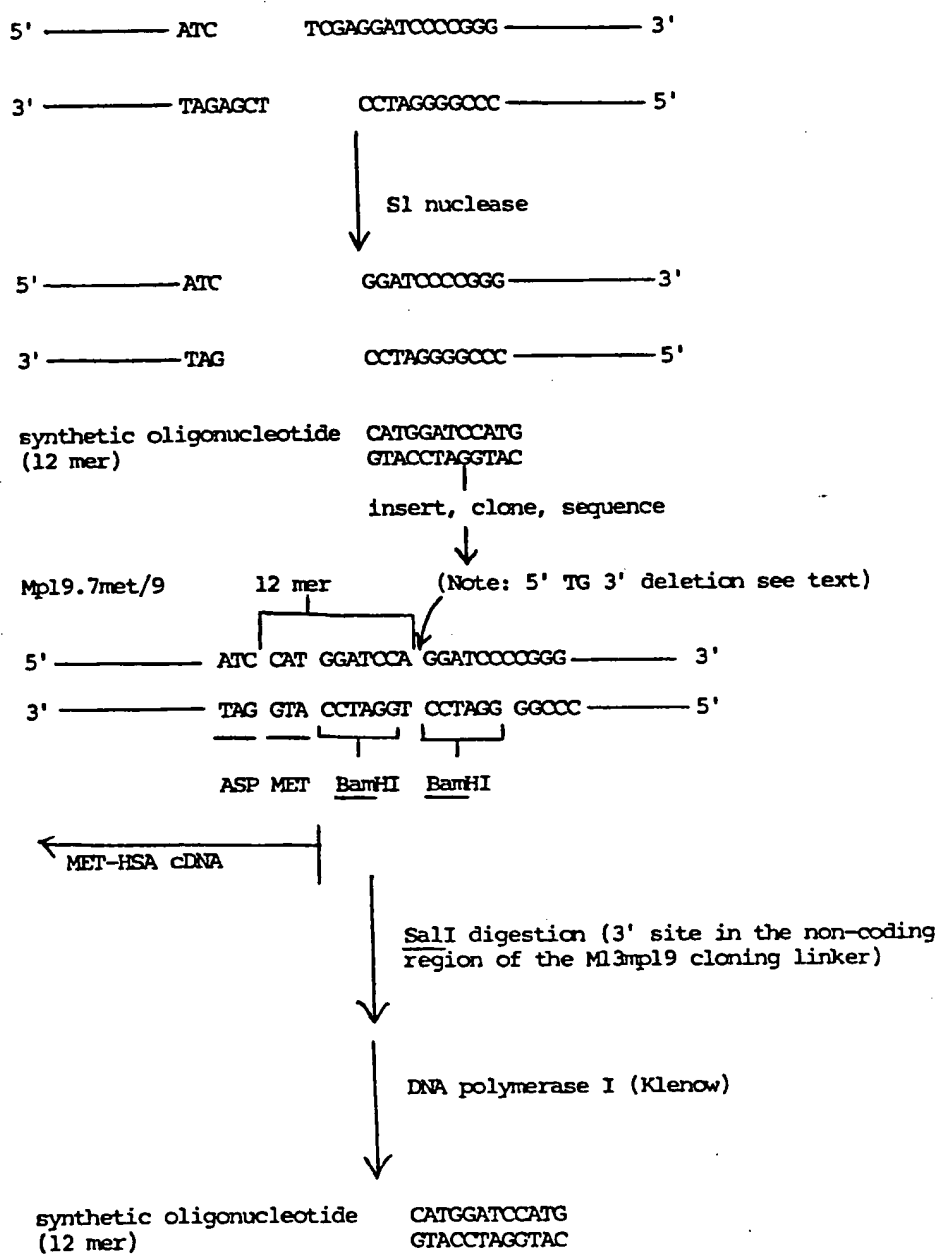 5' ATC TCGAGGATCCCCGGG 3'
3' TAGAGCT CCTAGGGGCCC 5'
S1 nuclease
5' ATC GGATCCCCGGG 3'
3' TAG CCTAGGGGCCC 5'
synthetic oligonucleotide CATGGATCCATG
(12 mer) GTACCTAGGTAC
insert, clone, sequence
Mp19.7met/9 12 mer (Note: 5' TG 3' deletion see text)
5' ATC CAT GGATCCA GGATCCCCGGG 3'
3' TAG GTA CCTAGGT CCTAGG GGCCC 5'
ASP MET BamHI BamHI
MET-HSA cDNA
SalI digestion (3' site in the non-coding
region of the M13mp19 cloning linker)
DNA polymerase I (Klenow)
synthetic oligonucleotide CATGGATCCATG
(12 mer) GTACCTAGGTAC